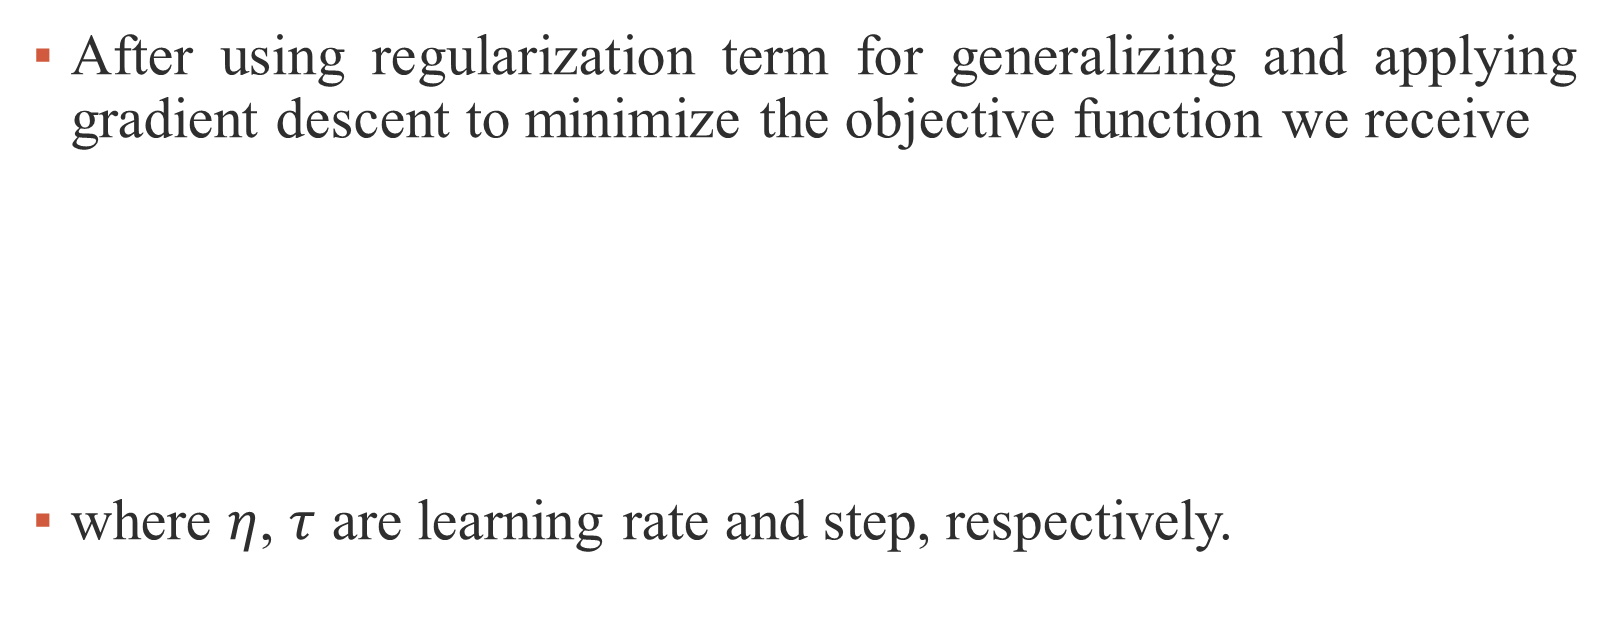 ▪ After using regularization term for generalizing and applying
gradient descent to minimize the objective function we receive
▪ where η, τ are learning rate and step, respectively.